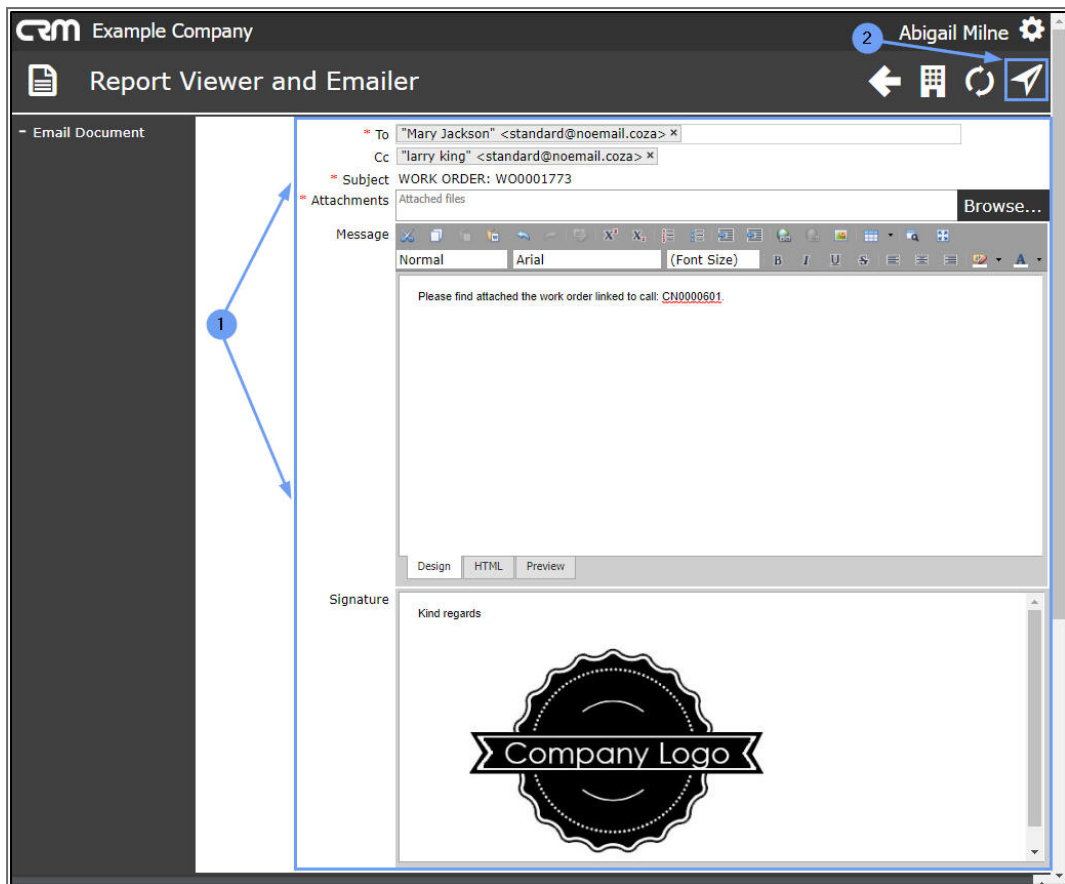 CRM Example Company
Abigail Milne
2
Report Viewer and Emailer
- Email Document
* To "Mary Jackson" <standard@noemail.coza> ×
Cc "larry king" <standard@noemail.coza> ×
* Subject WORK ORDER: WO0001773
* Attachments Attached files Browse...
Message
X² X₂
Normal Arial (Font Size) B I U S A
Please find attached the work order linked to call: CN0000601.
1
Design HTML Preview
Signature
Kind regards
Company Logo